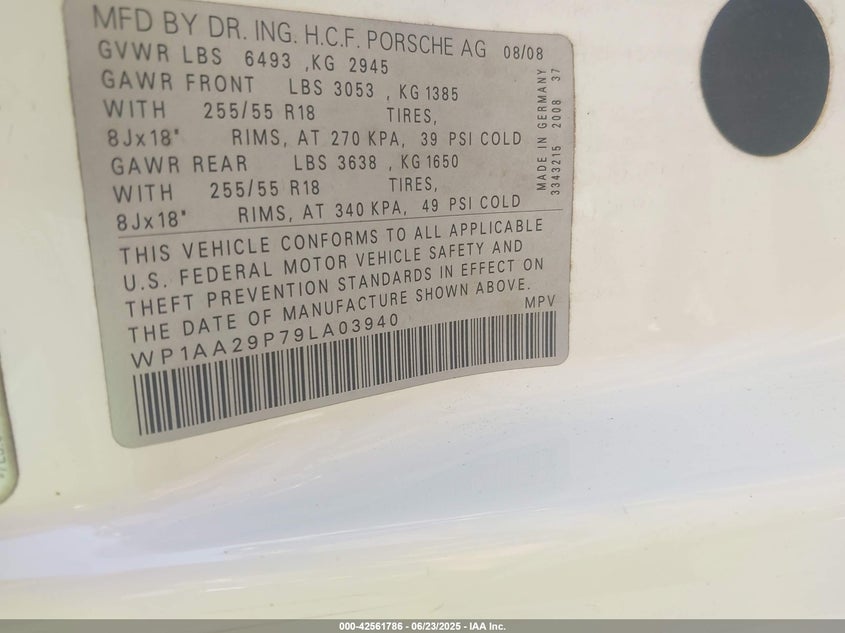 MFD BY DR. ING. H.C.F. PORSCHE AG 08/08
GVWR LBS 6493 ,KG 2945
GAWR FRONT LBS 3053 , KG 1385
WITH 255/55 R18 TIRES,
8Jx18" RIMS, AT 270 KPA, 39 PSI COLD
GAWR REAR LBS 3638 , KG 1650
WITH 255/55 R18 TIRES,
8Jx18" RIMS, AT 340 KPA, 49 PSI COLD
MADE IN GERMANY
3343215 2008 37
THIS VEHICLE CONFORMS TO ALL APPLICABLE
U.S. FEDERAL MOTOR VEHICLE SAFETY AND
THEFT PREVENTION STANDARDS IN EFFECT ON
THE DATE OF MANUFACTURE SHOWN ABOVE.
WP1AA29P79LA03940 MPV
000-42561786 - 06/23/2025 - IAA Inc.